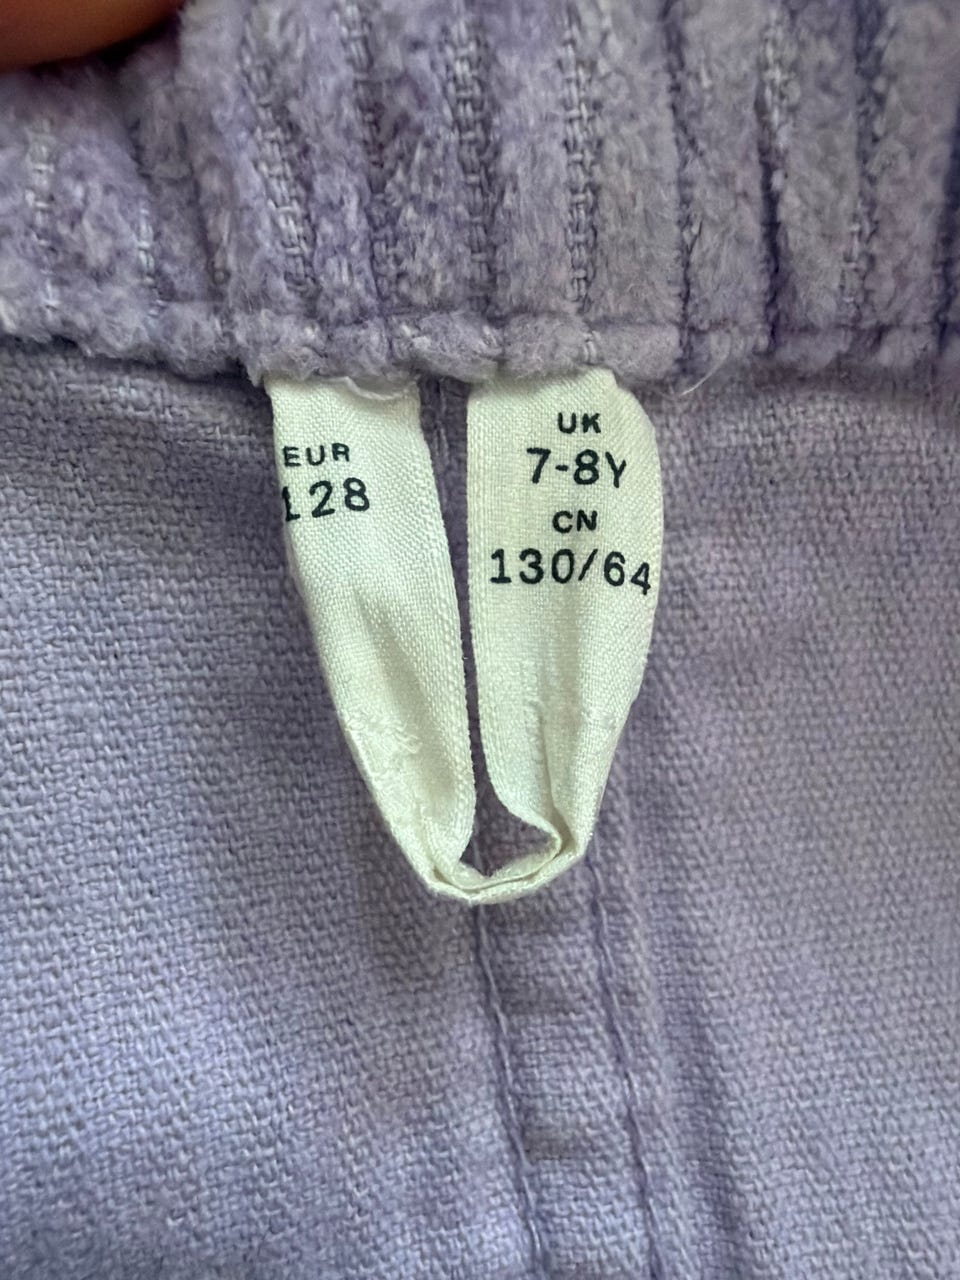 EUR
128
UK
7-8Y
CN
130/64